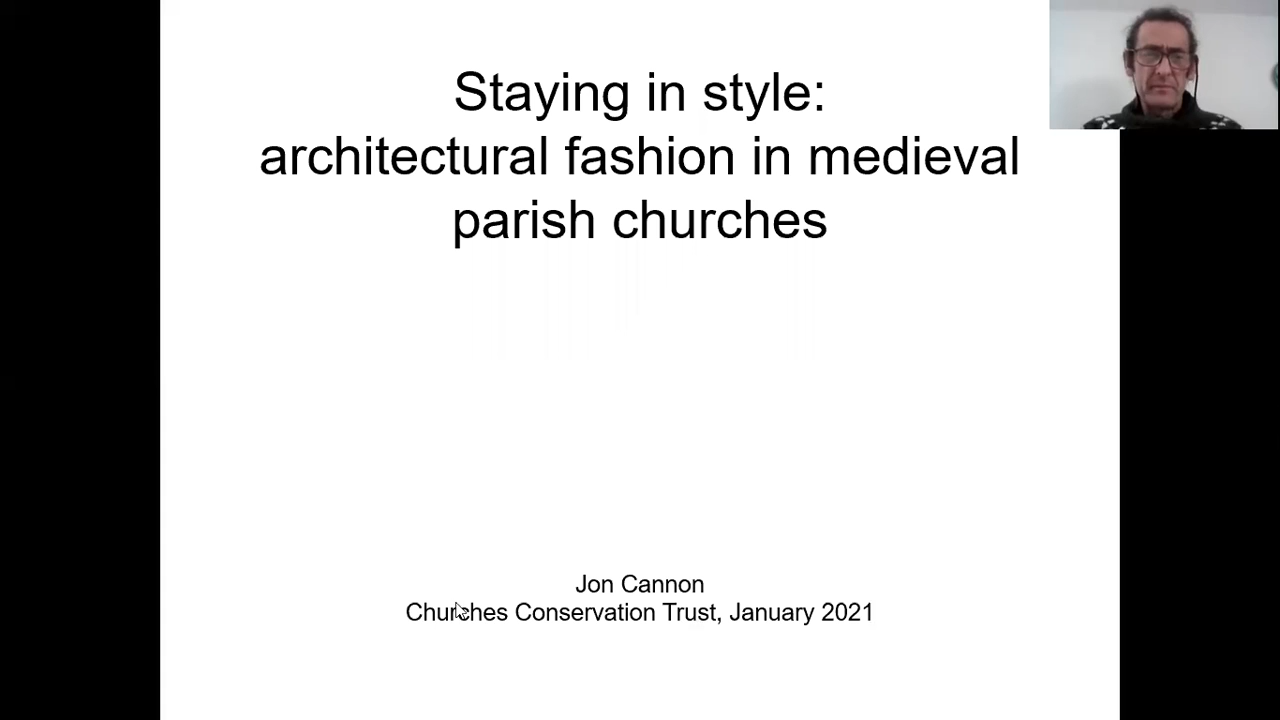 Staying in style:
architectural fashion in medieval
parish churches
Jon Cannon
Churches Conservation Trust, January 2021